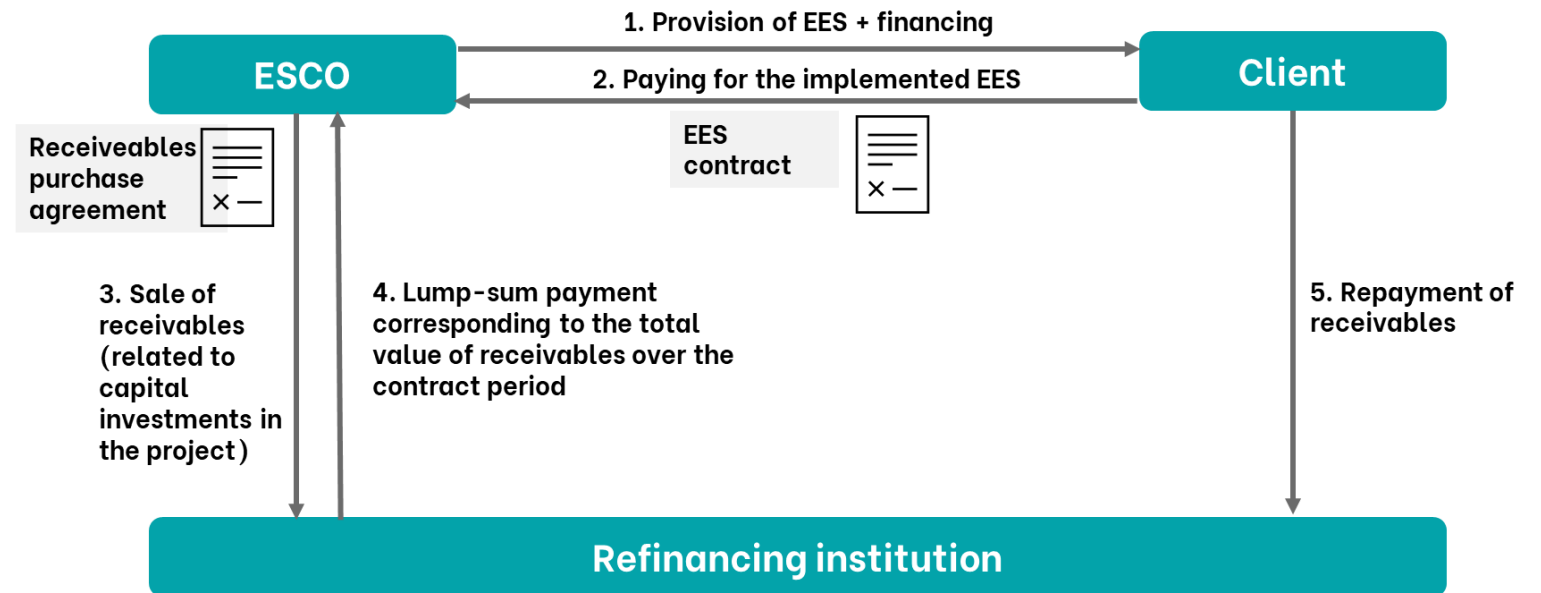 1. Provision of EES + financing
ESCO
Client
2. Paying for the implemented EES
Receiveables
purchase
agreement
EES
contract
3. Sale of
receivables
(related to
capital
investments in
the project)
4. Lump-sum payment
corresponding to the total
value of receivables over the
contract period
5. Repayment of
receivables
Refinancing institution